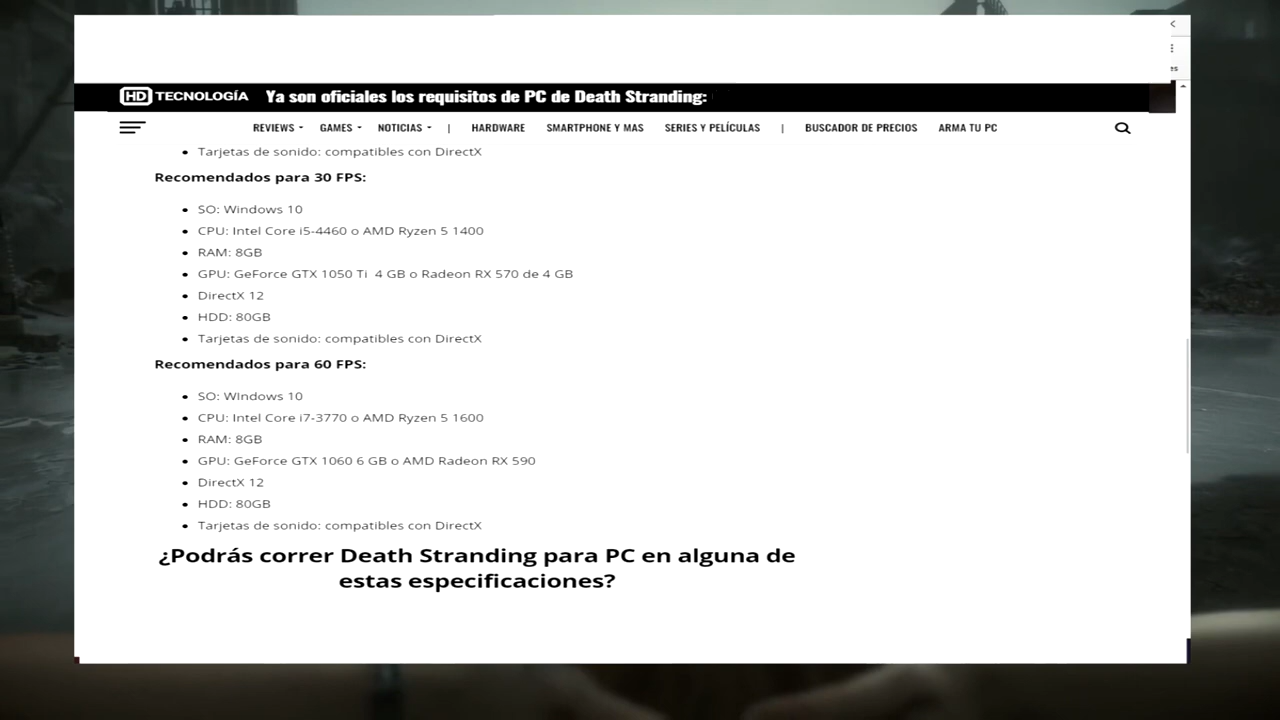 es
HD TECNOLOGÍA Ya son oficiales los requisitos de PC de Death Stranding:
REVIEWS GAMES NOTICIAS | HARDWARE SMARTPHONE Y MAS SERIES Y PELÍCULAS | BUSCADOR DE PRECIOS ARMA TU PC
• Tarjetas de sonido: compatibles con DirectX
Recomendados para 30 FPS:
• SO: Windows 10
• CPU: Intel Core i5-4460 o AMD Ryzen 5 1400
• RAM: 8GB
• GPU: GeForce GTX 1050 Ti 4 GB o Radeon RX 570 de 4 GB
• DirectX 12
• HDD: 80GB
• Tarjetas de sonido: compatibles con DirectX
Recomendados para 60 FPS:
• SO: WIndows 10
• CPU: Intel Core i7-3770 o AMD Ryzen 5 1600
• RAM: 8GB
• GPU: GeForce GTX 1060 6 GB o AMD Radeon RX 590
• DirectX 12
• HDD: 80GB
• Tarjetas de sonido: compatibles con DirectX
¿Podrás correr Death Stranding para PC en alguna de
estas especificaciones?